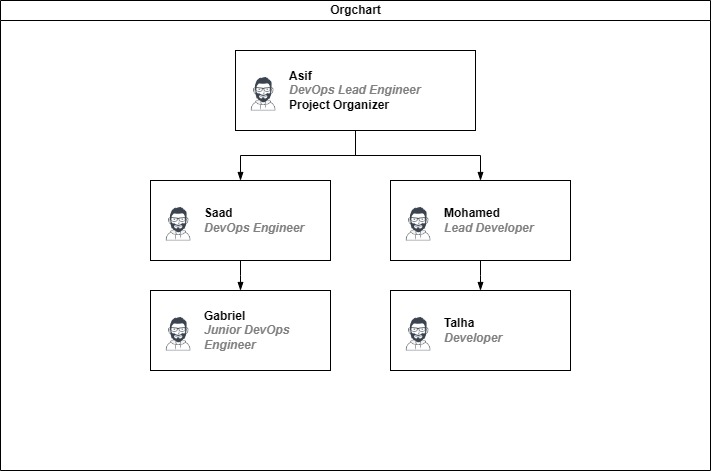 Orgchart
Asif
DevOps Lead Engineer
Project Organizer
Saad
DevOps Engineer
Mohamed
Lead Developer
Gabriel
Junior DevOps
Engineer
Talha
Developer